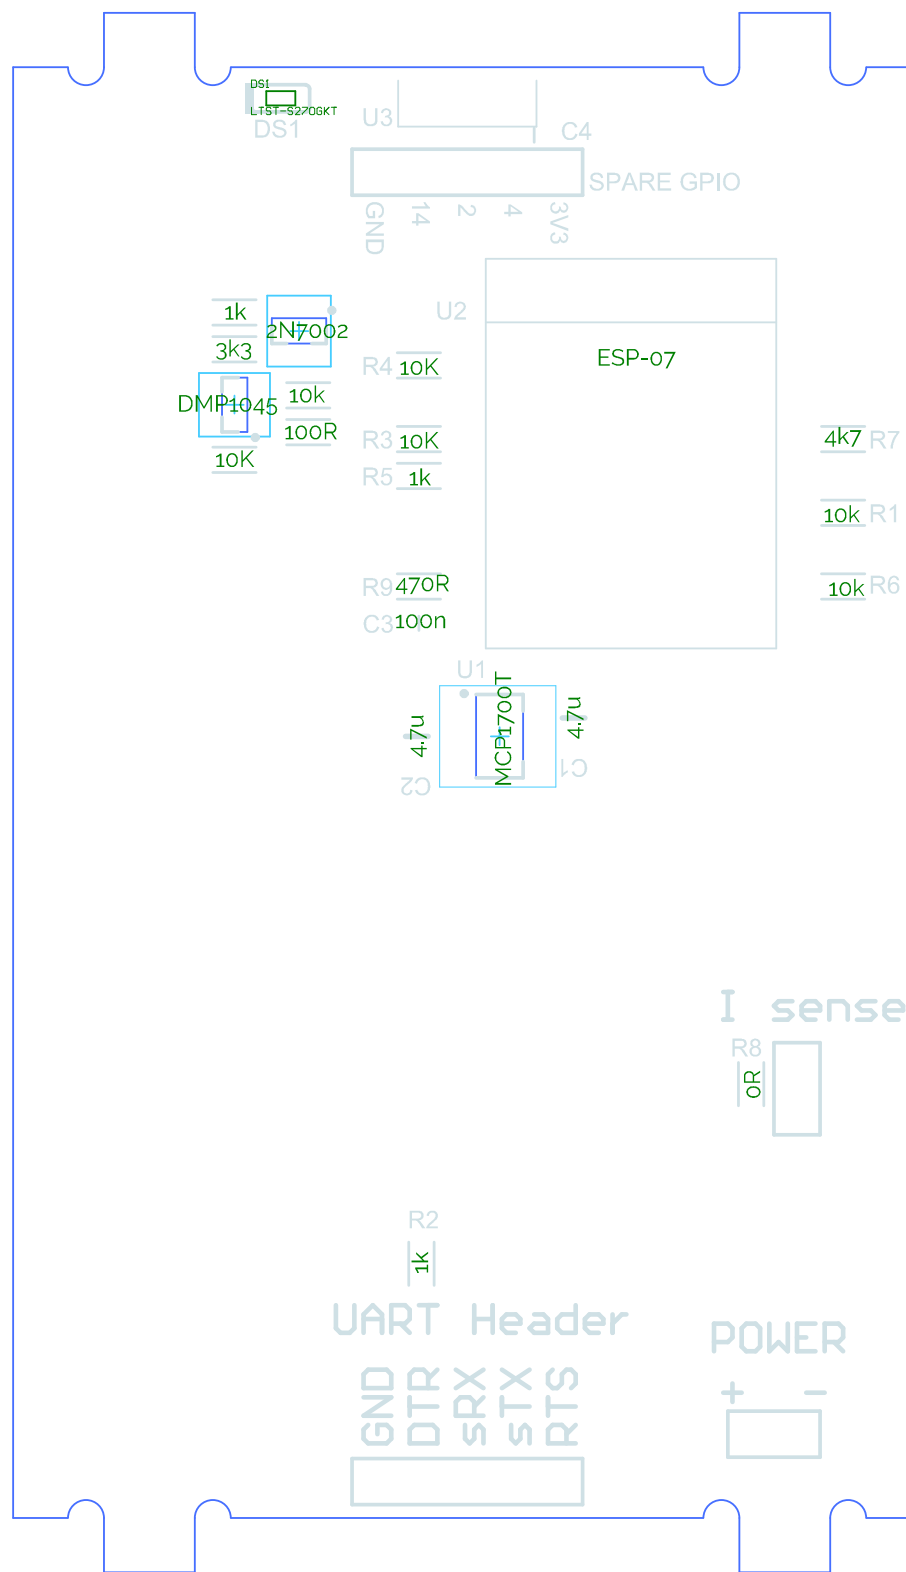 DS1
LTST-S270GKT
DS1
U3
C4
SPARE GPIO
GND
14
2
4
3V3
1k
2N7002
U2
3k3
R4
10K
ESP-07
DMP1045
10k
100R
R3
10K
4k7
R7
10K
R5
1k
10k
R1
R9
470R
10k
R6
C3
100n
U1
MCP1700T
4.7u
4.7u
C2
C1
I sense
R8
0R
R2
1k
UART Header
POWER
+ -
GND
DTR
sRX
sTX
RTS